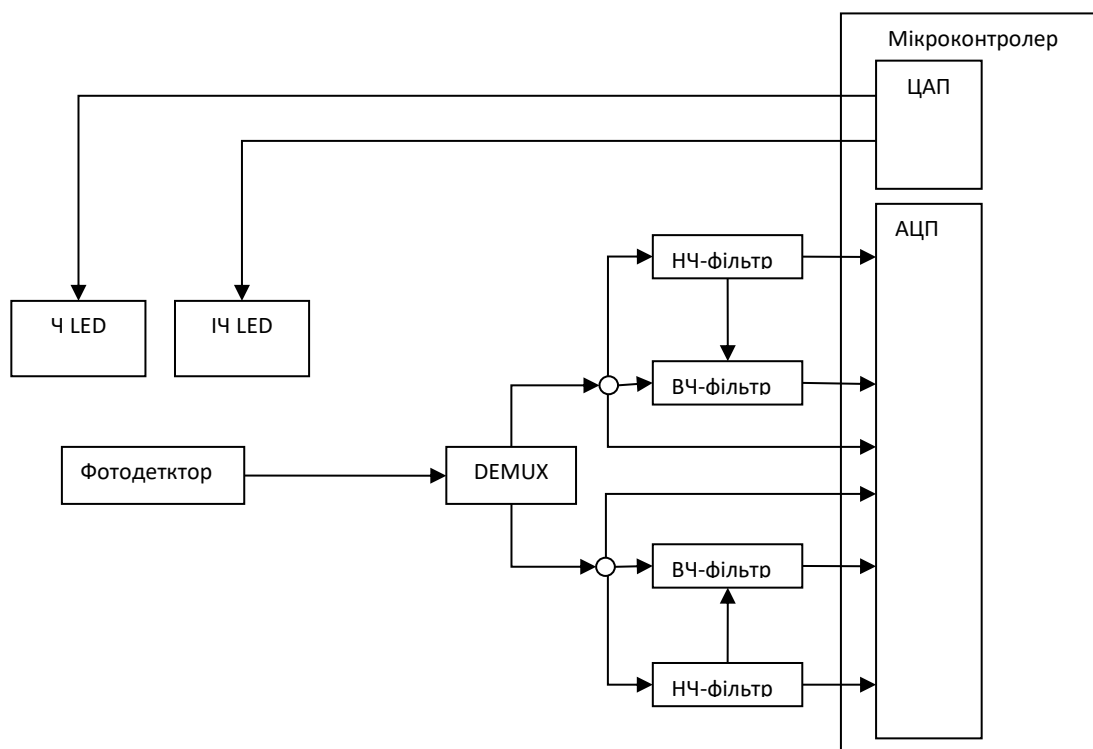 Мікроконтролер
ЦАП
АЦП
НЧ-фільтр
Ч LED
ІЧ LED
ВЧ-фільтр
Фотодетктор
DEMUX
ВЧ-фільтр
НЧ-фільтр